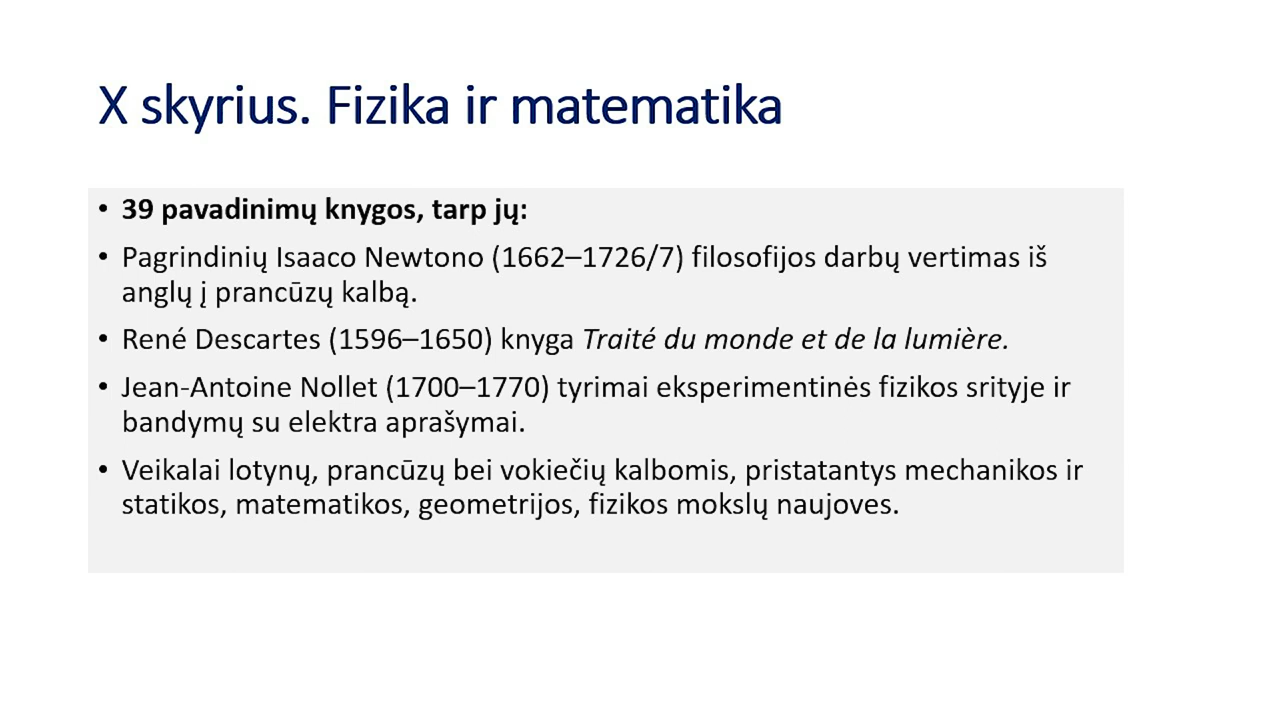 X skyrius. Fizika ir matematika
• 39 pavadinimų knygos, tarp jų:
• Pagrindinių Isaaco Newtono (1662–1726/7) filosofijos darbų vertimas iš
anglų į prancūzų kalbą.
• René Descartes (1596–1650) knyga Traité du monde et de la lumière.
• Jean-Antoine Nollet (1700–1770) tyrimai eksperimentinės fizikos srityje ir
bandymų su elektra aprašymai.
• Veikalai lotynų, prancūzų bei vokiečių kalbomis, pristatantys mechanikos ir
statikos, matematikos, geometrijos, fizikos mokslų naujoves.